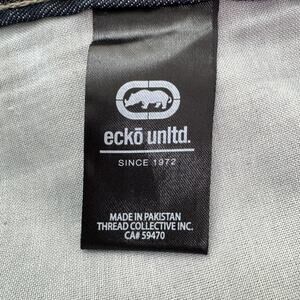 eckō unltd.
SINCE 1972
MADE IN PAKISTAN
THREAD COLLECTIVE INC.
CA# 59470